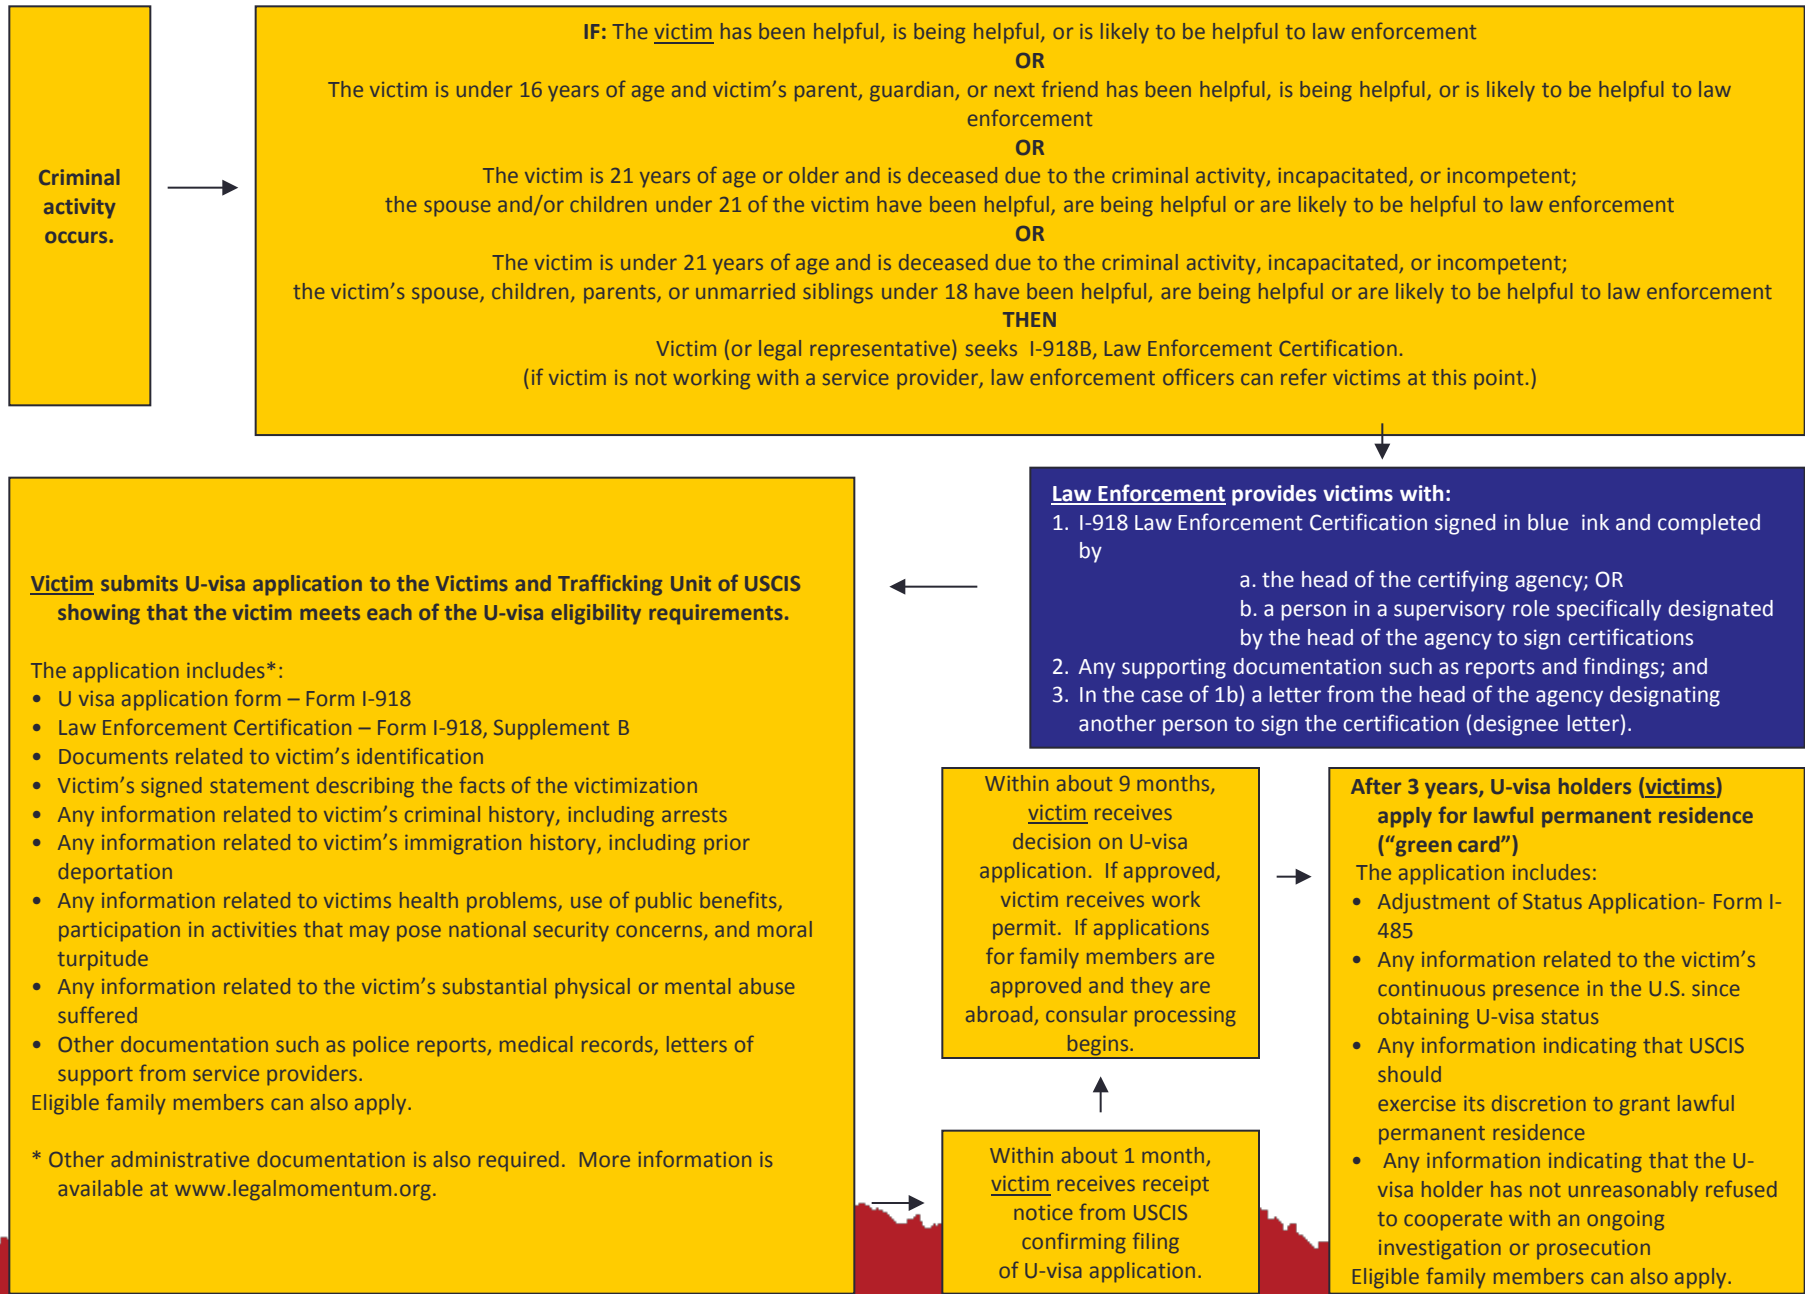 Criminal
activity
occurs.
IF: The victim has been helpful, is being helpful, or is likely to be helpful to law enforcement
OR
The victim is under 16 years of age and victim’s parent, guardian, or next friend has been helpful, is being helpful, or is likely to be helpful to law
enforcement
OR
The victim is 21 years of age or older and is deceased due to the criminal activity, incapacitated, or incompetent;
the spouse and/or children under 21 of the victim have been helpful, are being helpful or are likely to be helpful to law enforcement
OR
The victim is under 21 years of age and is deceased due to the criminal activity, incapacitated, or incompetent;
the victim’s spouse, children, parents, or unmarried siblings under 18 have been helpful, are being helpful or are likely to be helpful to law enforcement
THEN
Victim (or legal representative) seeks I-918B, Law Enforcement Certification.
(if victim is not working with a service provider, law enforcement officers can refer victims at this point.)
Law Enforcement provides victims with:
1. I-918 Law Enforcement Certification signed in blue ink and completed
by
a. the head of the certifying agency; OR
b. a person in a supervisory role specifically designated
by the head of the agency to sign certifications
2. Any supporting documentation such as reports and findings; and
3. In the case of 1b) a letter from the head of the agency designating
another person to sign the certification (designee letter).
Victim submits U-visa application to the Victims and Trafficking Unit of USCIS
showing that the victim meets each of the U-visa eligibility requirements.
The application includes*:
• U visa application form – Form I-918
• Law Enforcement Certification – Form I-918, Supplement B
• Documents related to victim’s identification
• Victim’s signed statement describing the facts of the victimization
• Any information related to victim’s criminal history, including arrests
• Any information related to victim’s immigration history, including prior
deportation
• Any information related to victims health problems, use of public benefits,
participation in activities that may pose national security concerns, and moral
turpitude
• Any information related to the victim’s substantial physical or mental abuse
suffered
• Other documentation such as police reports, medical records, letters of
support from service providers.
Eligible family members can also apply.
* Other administrative documentation is also required. More information is
available at www.legalmomentum.org.
Within about 1 month,
victim receives receipt
notice from USCIS
confirming filing
of U-visa application.
Within about 9 months,
victim receives
decision on U-visa
application. If approved,
victim receives work
permit. If applications
for family members are
approved and they are
abroad, consular processing
begins.
After 3 years, U-visa holders (victims)
apply for lawful permanent residence
(“green card”)
The application includes:
• Adjustment of Status Application- Form I-
485
• Any information related to the victim’s
continuous presence in the U.S. since
obtaining U-visa status
• Any information indicating that USCIS
should
exercise its discretion to grant lawful
permanent residence
• Any information indicating that the U-
visa holder has not unreasonably refused
to cooperate with an ongoing
investigation or prosecution
Eligible family members can also apply.